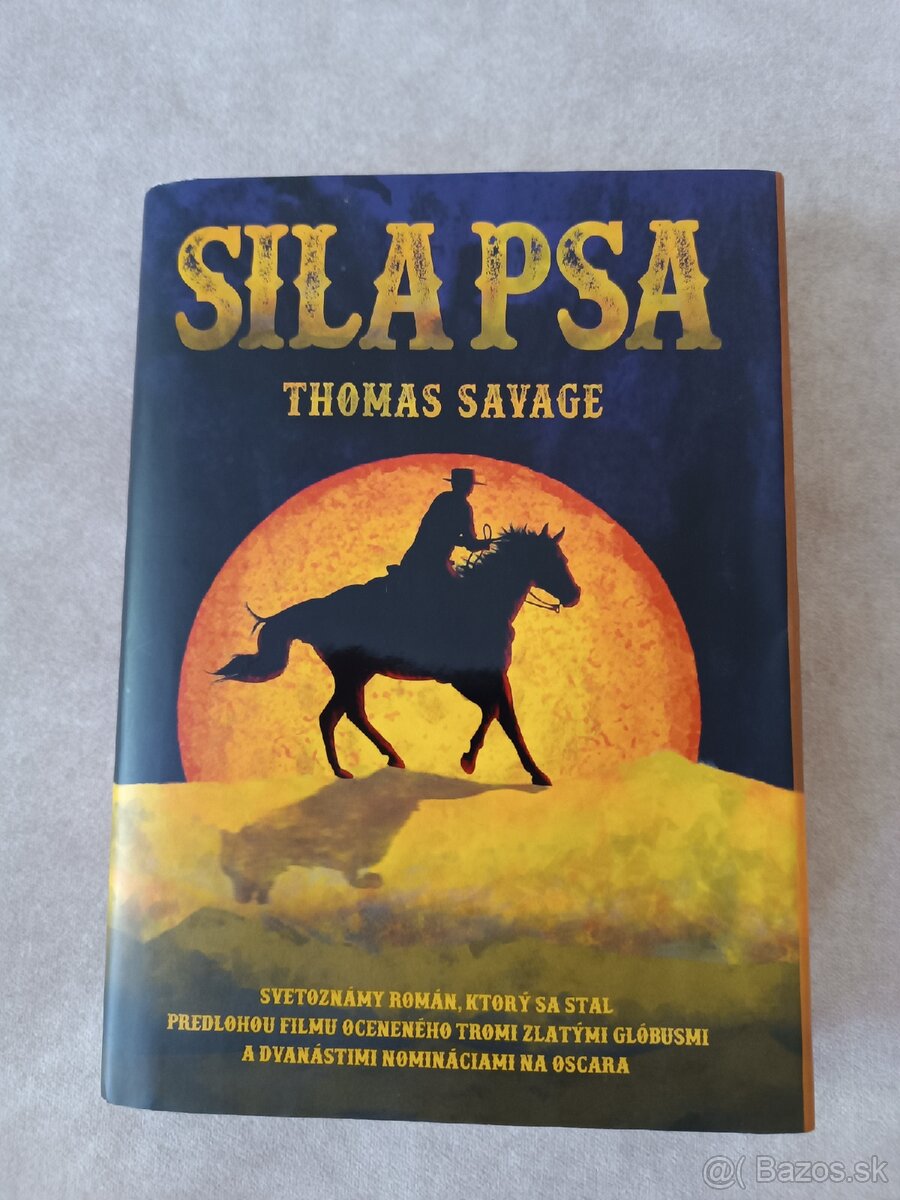 SILA PSA
THOMAS SAVAGE
SVETOZNÁMY ROMÁN, KTORÝ SA STAL
PREDLOHOU FILMU OCENENÉHO TROMI ZLATÝMI GLÓBUSMI
A DVANÁSTIMI NOMINÁCIAMI NA OSCARA
@( Bazos.sk